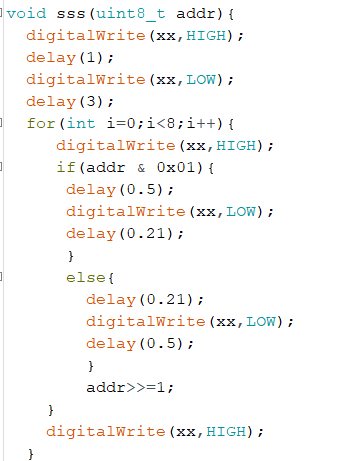 void sss(uint8_t addr){
digitalWrite(xx,HIGH);
delay(1);
digitalWrite(xx,LOW);
delay(3);
for(int i=0;i<8;i++){
digitalWrite(xx,HIGH);
if(addr & 0x01){
delay(0.5);
digitalWrite(xx,LOW);
delay(0.21);
}
else{
delay(0.21);
digitalWrite(xx,LOW);
delay(0.5);
}
addr>>=1;
}
digitalWrite(xx,HIGH);
}